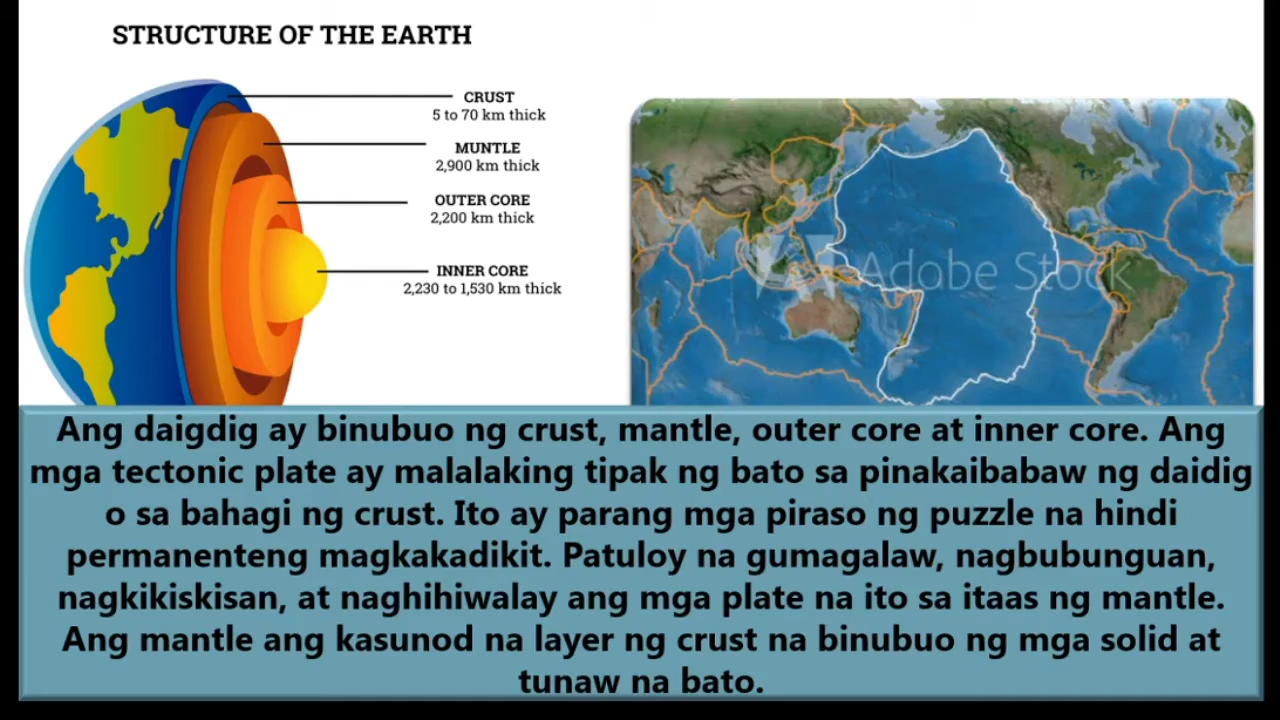 STRUCTURE OF THE EARTH
CRUST
5 to 70 km thick
MUNTLE
2,900 km thick
OUTER CORE
2,200 km thick
INNER CORE
2,230 to 1,530 km thick
Adobe Stock
Ang daigdig ay binubuo ng crust, mantle, outer core at inner core. Ang
mga tectonic plate ay malalaking tipak ng bato sa pinakaibabaw ng daidig
o sa bahagi ng crust. Ito ay parang mga piraso ng puzzle na hindi
permanenteng magkakadikit. Patuloy na gumagalaw, nagbubunguan,
nagkikiskisan, at naghihiwalay ang mga plate na ito sa itaas ng mantle.
Ang mantle ang kasunod na layer ng crust na binubuo ng mga solid at
tunaw na bato.